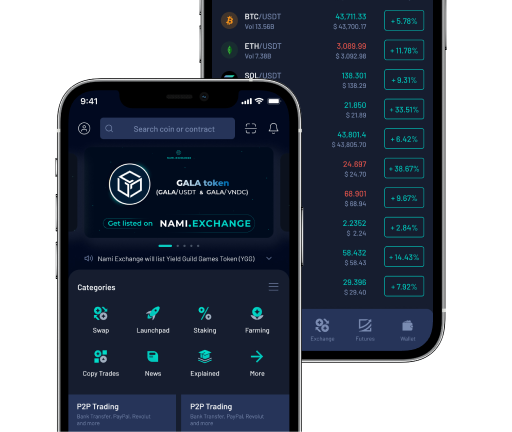 BTC/USDT
Vol 13.56B
43,711.33
$ 43,700.17
+ 5.78%
ETH/USDT
Vol 7.38B
3,089.99
$ 3,092.98
+ 11.79%
SOL/USDT
138.301
$ 138.29
+ 9.31%
21.850
$ 21.89
+ 33.51%
43,801.4
$ 43,805.70
+ 6.42%
24.697
$ 24.70
+ 38.67%
68.901
$ 68.94
+ 9.67%
2.2352
$ 2.24
+ 2.84%
58.432
$ 58.43
+ 14.43%
29.396
$ 29.40
+ 7.92%
Exchange
Futures
Wallet
9:41
Search coin or contract
NAMI.EXCHANGE
GALA token
(GALA/USDT & GALA/VNDC)
Get listed on NAMI.EXCHANGE
Nami Exchange will list Yield Guild Games Token (YGG)
Categories
Swap
Launchpad
Staking
Farming
Copy Trades
News
Explained
More
P2P Trading
Bank Transfer, PayPal, Revout
and more
P2P Trading
Bank Transfer, PayPal, Revout
and more